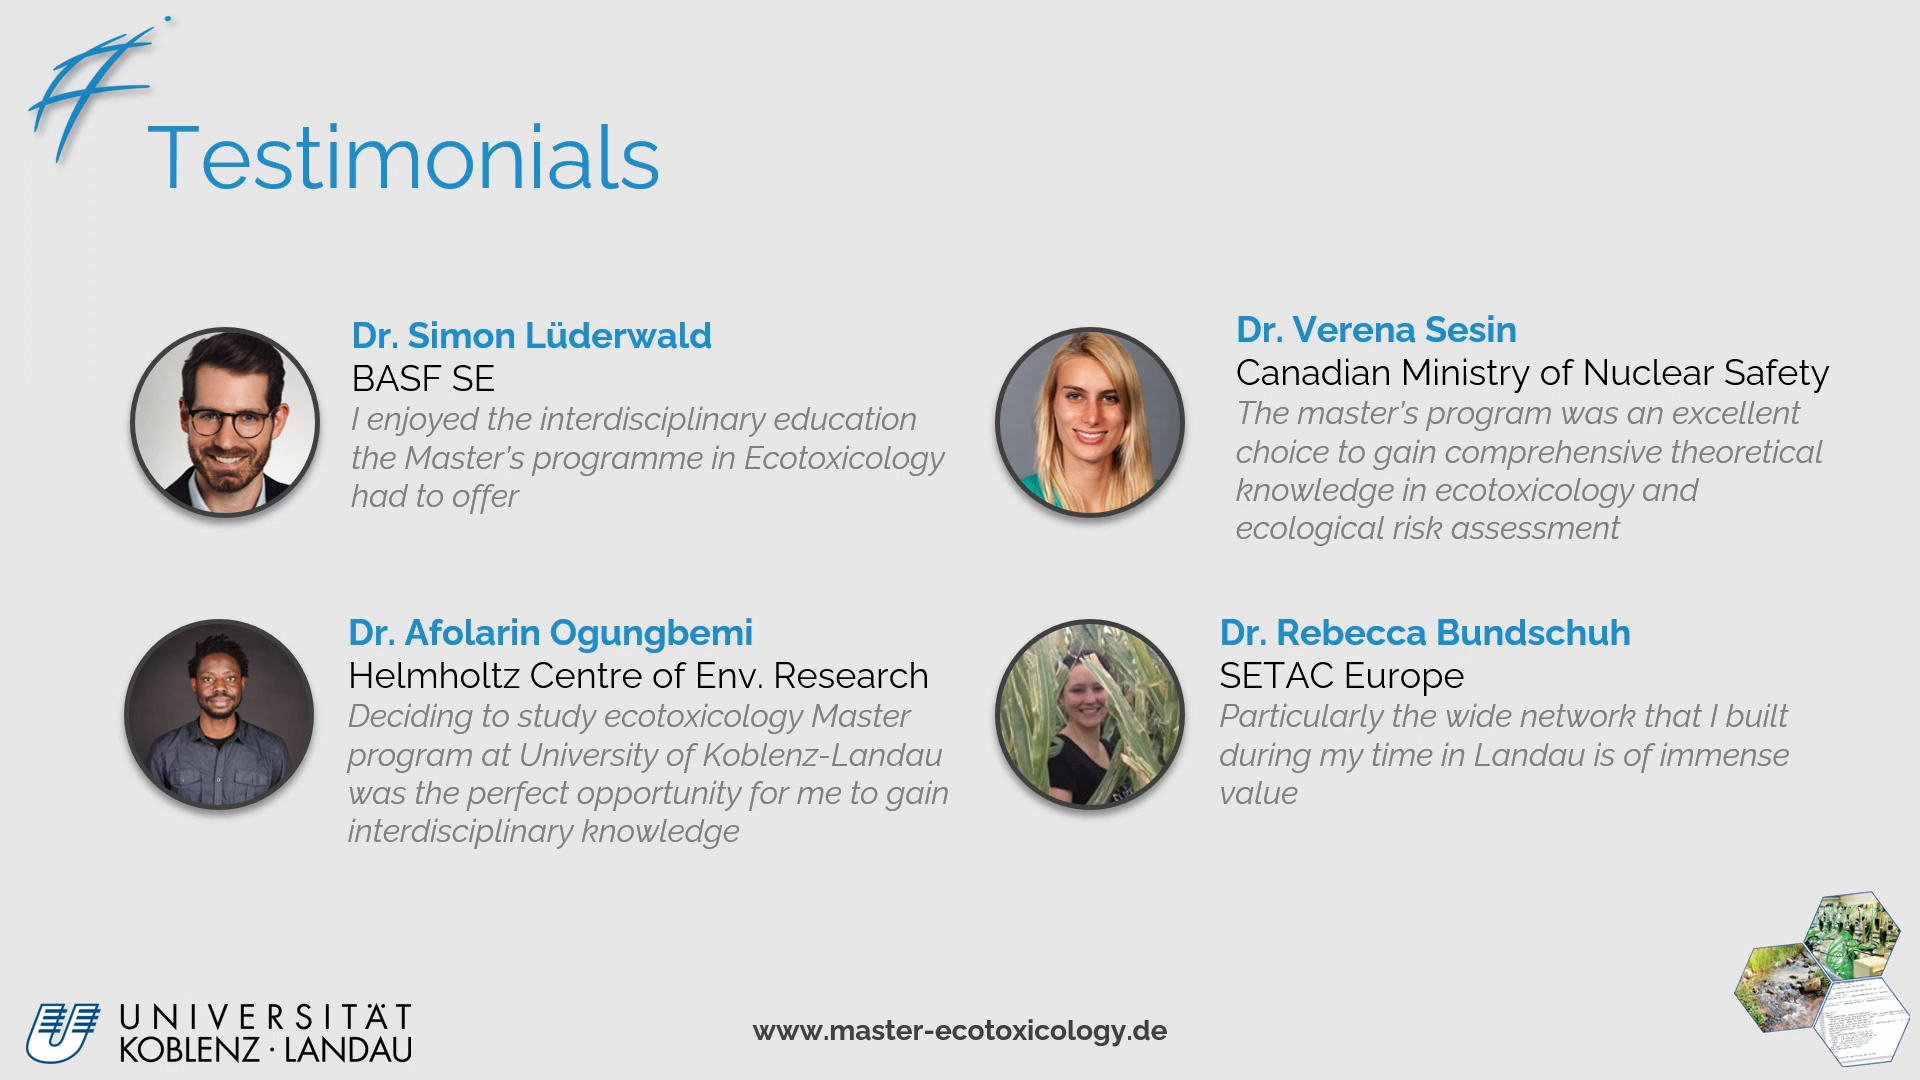 Testimonials
Dr. Simon Lüderwald
BASF SE
I enjoyed the interdisciplinary education
the Master's programme in Ecotoxicology
had to offer
Dr. Verena Sesin
Canadian Ministry of Nuclear Safety
The master's program was an excellent
choice to gain comprehensive theoretical
knowledge in ecotoxicology and
ecological risk assessment
Dr. Afolarin Ogungbemi
Helmholtz Centre of Env. Research
Deciding to study ecotoxicology Master
program at University of Koblenz-Landau
was the perfect opportunity for me to gain
interdisciplinary knowledge
Dr. Rebecca Bundschuh
SETAC Europe
Particularly the wide network that I built
during my time in Landau is of immense
value
UNIVERSITÄT
KOBLENZ · LANDAU
www.master-ecotoxicology.de